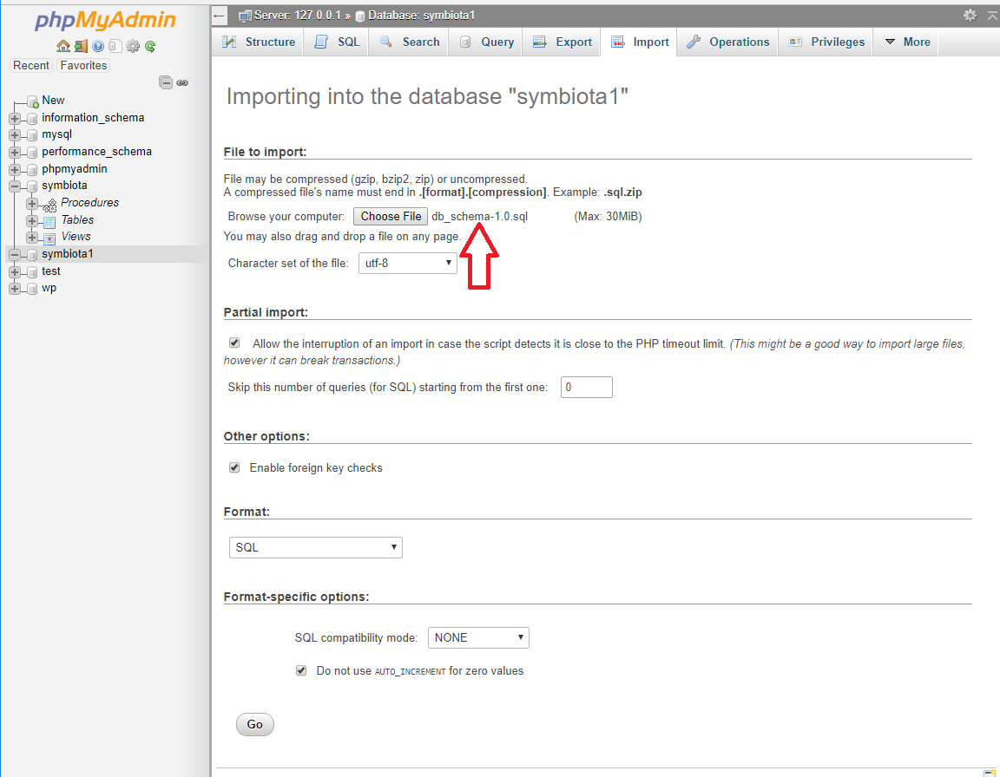 phpMyAdmin
Recent Favorites
New
information_schema
mysql
performance_schema
phpmyadmin
symbiota
Procedures
Tables
Views
symbiota1
test
wp
Server: 127.0.0.1 » Database: symbiota1
Structure SQL Search Query Export Import Operations Privileges More
Importing into the database "symbiota1"
File to import:
File may be compressed (gzip, bzip2, zip) or uncompressed.
A compressed file's name must end in .[format].[compression]. Example: .sql.zip
Browse your computer: Choose File db_schema-1.0.sql (Max: 30MiB)
You may also drag and drop a file on any page.
Character set of the file: utf-8
Partial import:
Allow the interruption of an import in case the script detects it is close to the PHP timeout limit. (This might be a good way to import large files,
however it can break transactions.)
Skip this number of queries (for SQL) starting from the first one: 0
Other options:
Enable foreign key checks
Format:
SQL
Format-specific options:
SQL compatibility mode: NONE
Do not use AUTO_INCREMENT for zero values
Go